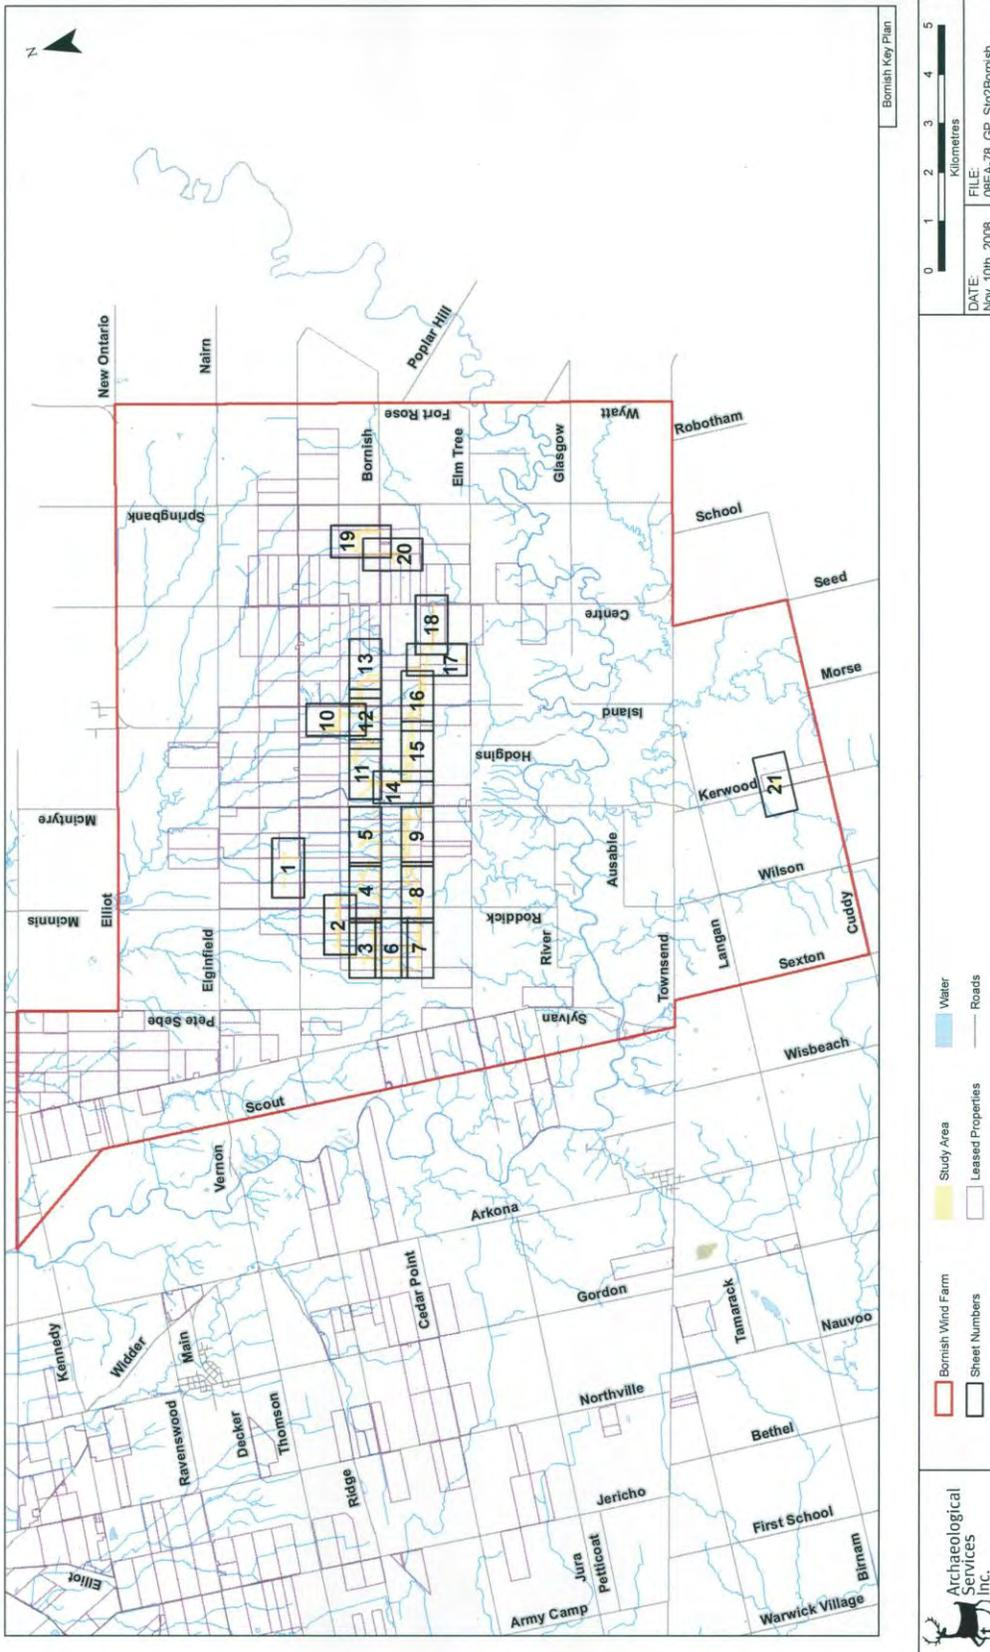 N
Bornish Key Plan
New Ontario
Nairn
Poplar Hill
Fort Rose
Wyatt
Robotham
Bornish
Elm Tree
Glasgow
Springbank
School
Seed
Centre
Morse
Island
Hodgins
Kerwood
Mcintyre
Mcinnis
Elliot
Elginfield
Roddick
River
Ausable
Wilson
Townsend
Langan
Cuddy
Sexton
Pete Sebe
Sylvan
Scout
Wisbeach
Vernon
Arkona
Cedar Point
Gordon
Tamarack
Nauvoo
Kennedy
Widder
Main
Ravenswood
Decker
Thomson
Northville
Bethel
Ridge
Jericho
First School
Elliot
Jura
Petticoat
Birnam
Army Camp
Warwick Village
1
2
3
4
5
6
7
8
9
10
11
12
13
14
15
16
17
18
19
20
21
Archaeological
Services
Inc.
Bornish Wind Farm
Sheet Numbers
Study Area
Leased Properties
Water
Roads
0 1 2 3 4 5
Kilometres
DATE:
Nov. 10th, 2008
FILE:
08EA-78_GP_Stg2Bornish